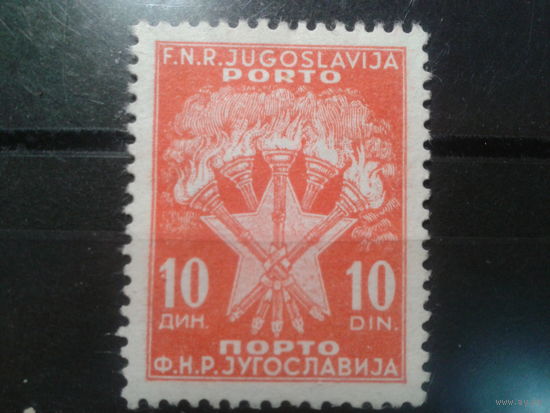 F.N.R. JUGOSLAVIJA
PORTO
10 10
ДИН. DIN.
ПОРТО
Ф.Н.Р. ЈУГОСЛАВИЈА